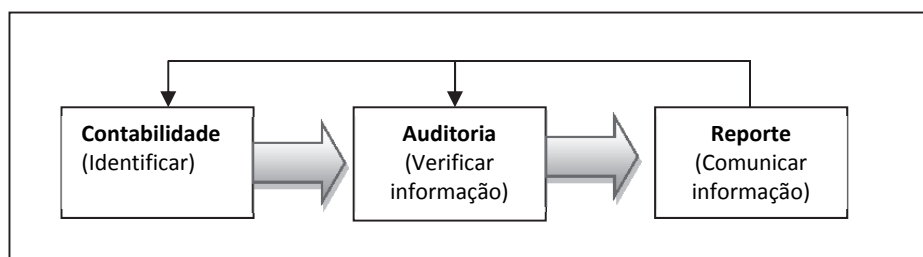 Contabilidade
(Identificar)
Auditoria
(Verificar
informação)
Reporte
(Comunicar
informação)